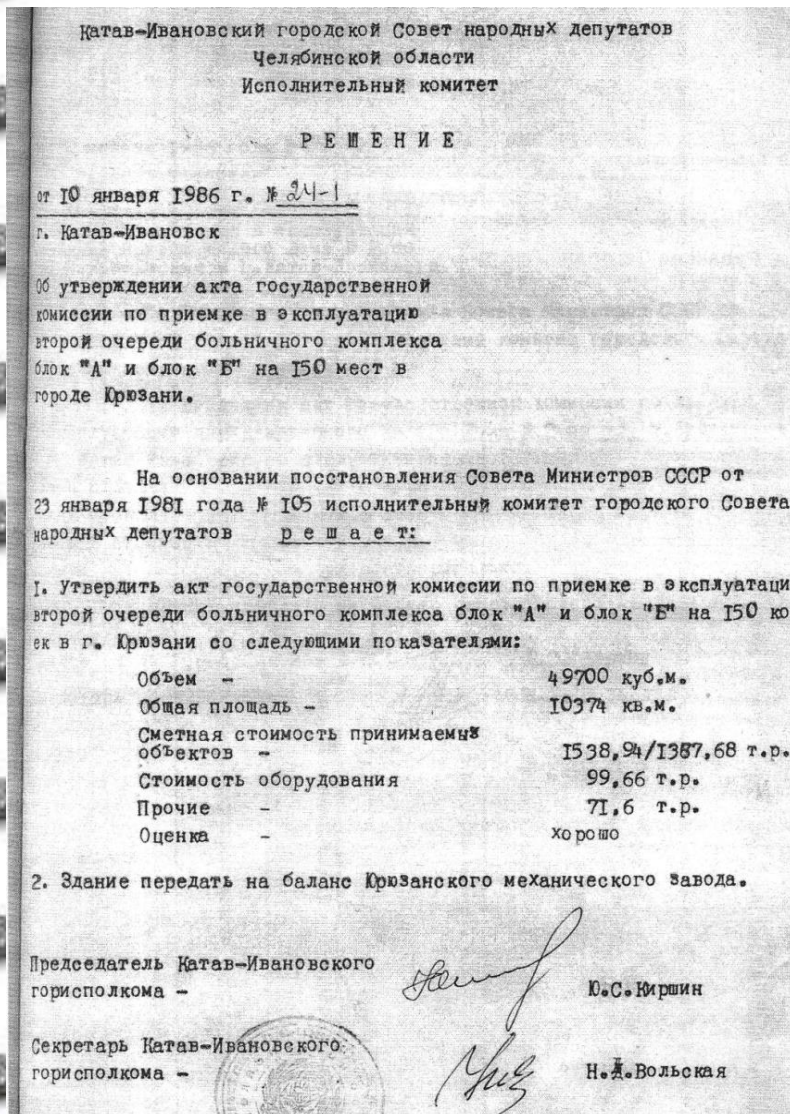 Катав-Ивановский городской Совет народных депутатов
Челябинской области
Исполнительный комитет
РЕШЕНИЕ
от 10 января 1986 г. № 24-1
г. Катав-Ивановск
Об утверждении акта государственной
комиссии по приемке в эксплуатацию
второй очереди больничного комплекса
блок "А" и блок "Б" на 150 мест в
городе Юрюзани.
На основании посстановления Совета Министров СССР от
23 января 1981 года № 105 исполнительный комитет городского Совета
народных депутатов решает:
1. Утвердить акт государственной комиссии по приемке в эксплуатаци
второй очереди больничного комплекса блок "А" и блок "Б" на 150 ко
ек в г. Юрюзани со следующими показателями:
Объем - 49700 куб.м.
Общая площадь - 10374 кв.м.
Сметная стоимость принимаемых
объектов - 1538,94/1387,68 т.р.
Стоимость оборудования 99,66 т.р.
Прочие - 71,6 т.р.
Оценка - хорошо
2. Здание передать на баланс Юрюзанского механического завода.
Председатель Катав-Ивановского
горисполкома - Ю.С.Киршин
Секретарь Катав-Ивановского
горисполкома - Вольская